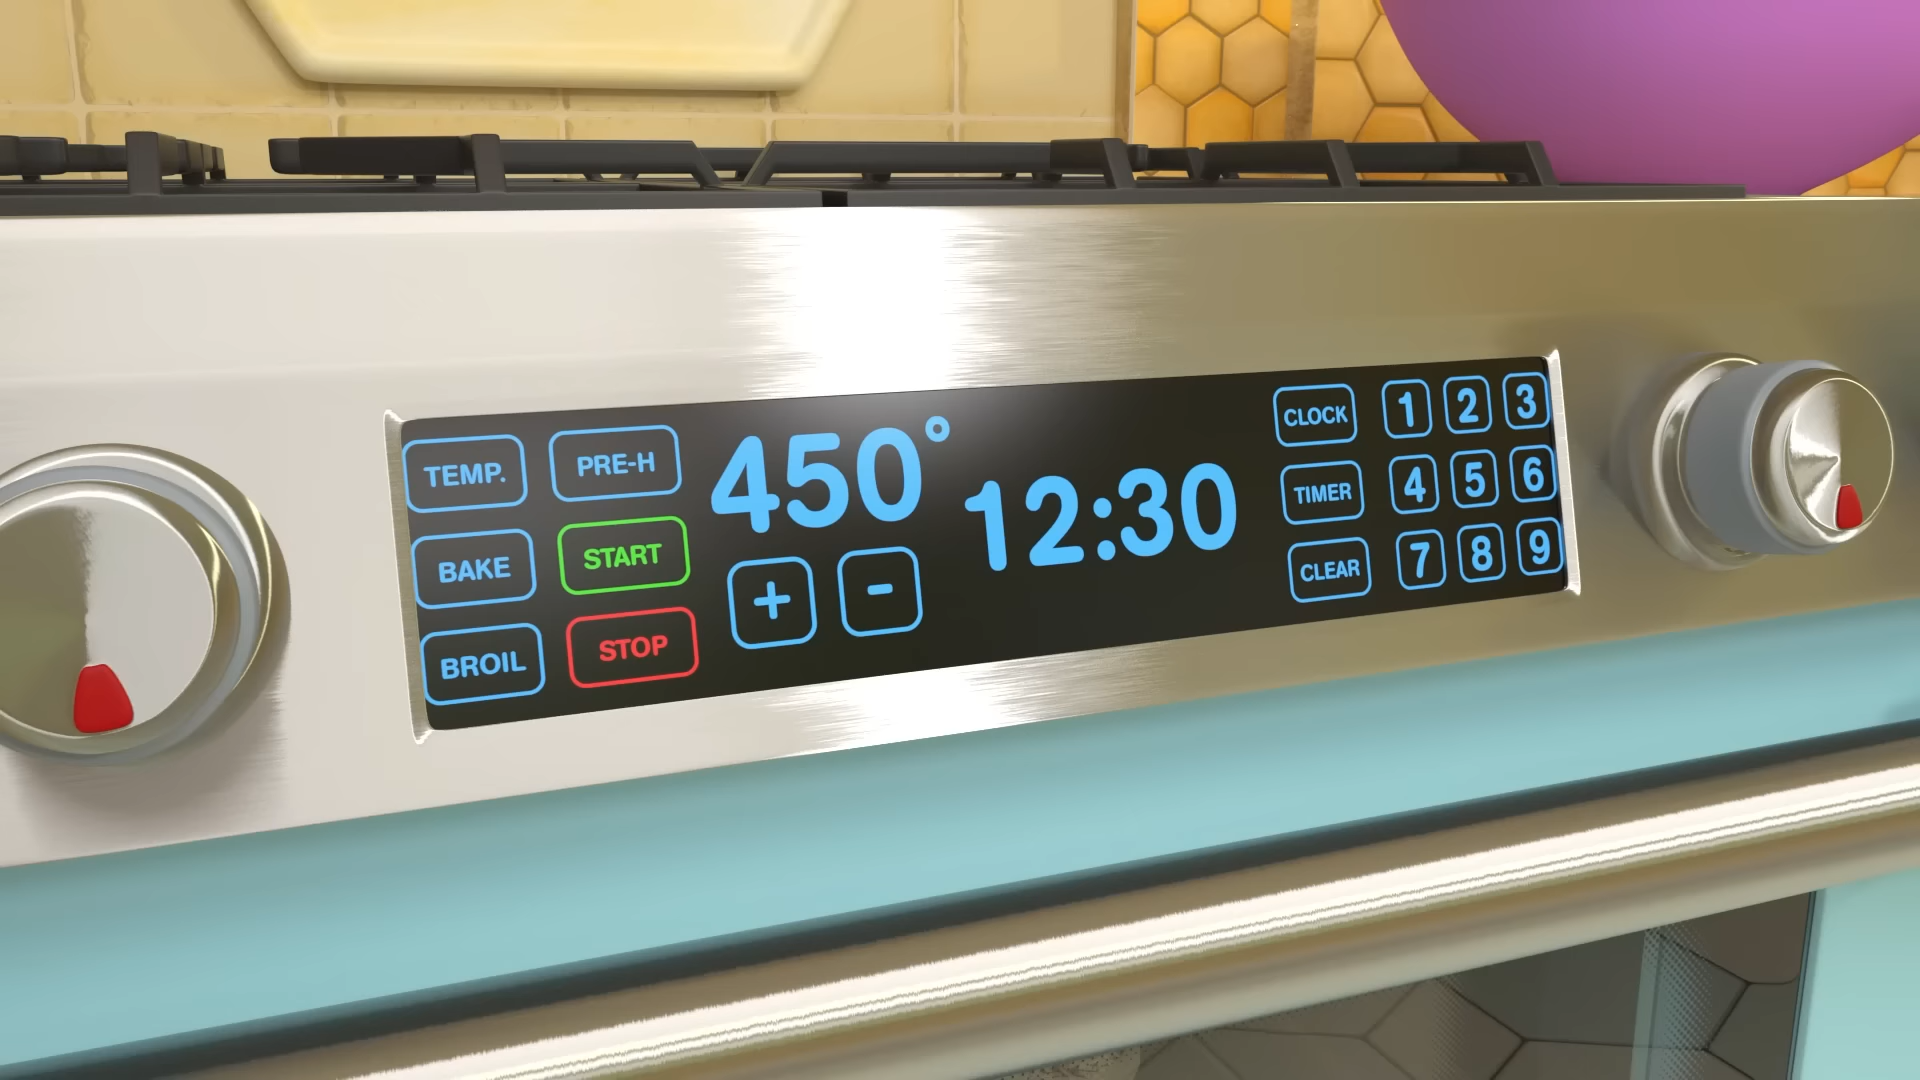 TEMP.
PRE-H
BAKE
START
BROIL
STOP
450°
+
-
12:30
CLOCK
1 2 3
TIMER
4 5 6
CLEAR
7 8 9